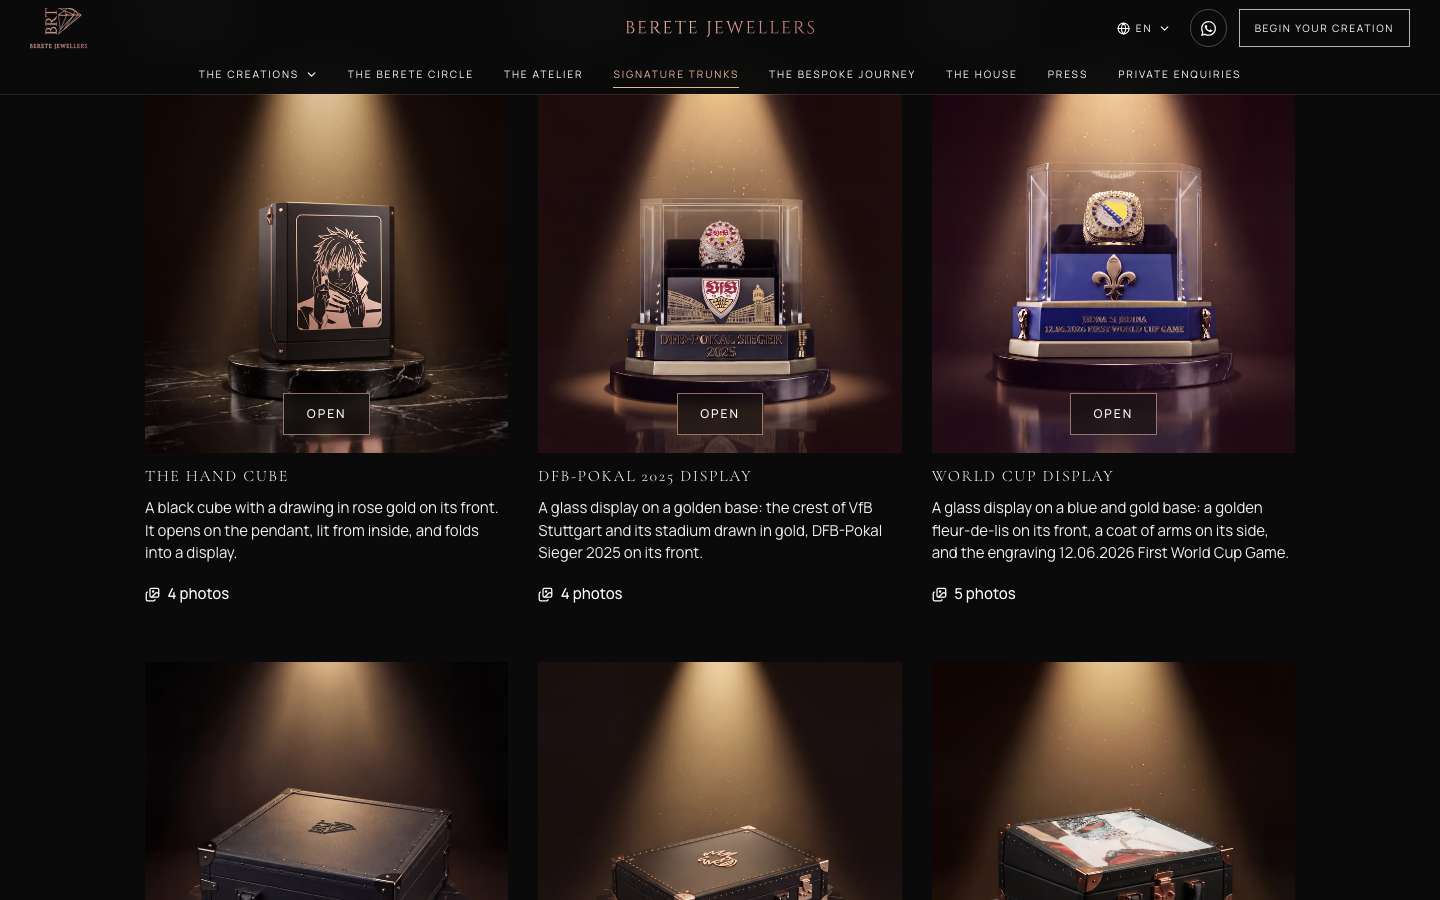 BRT
BERETE JEWELLERS
BERETE JEWELLERS
EN
BEGIN YOUR CREATION
THE CREATIONS
THE BERETE CIRCLE
THE ATELIER
SIGNATURE TRUNKS
THE BESPOKE JOURNEY
THE HOUSE
PRESS
PRIVATE ENQUIRIES
VfB
DFB-POKAL SIEGER
2025
12.06.2026 FIRST WORLD CUP GAME
OPEN
OPEN
OPEN
THE HAND CUBE
A black cube with a drawing in rose gold on its front.
It opens on the pendant, lit from inside, and folds
into a display.
4 photos
DFB-POKAL 2025 DISPLAY
A glass display on a golden base: the crest of VfB
Stuttgart and its stadium drawn in gold, DFB-Pokal
Sieger 2025 on its front.
4 photos
WORLD CUP DISPLAY
A glass display on a blue and gold base: a golden
fleur-de-lis on its front, a coat of arms on its side,
and the engraving 12.06.2026 First World Cup Game.
5 photos
BRT